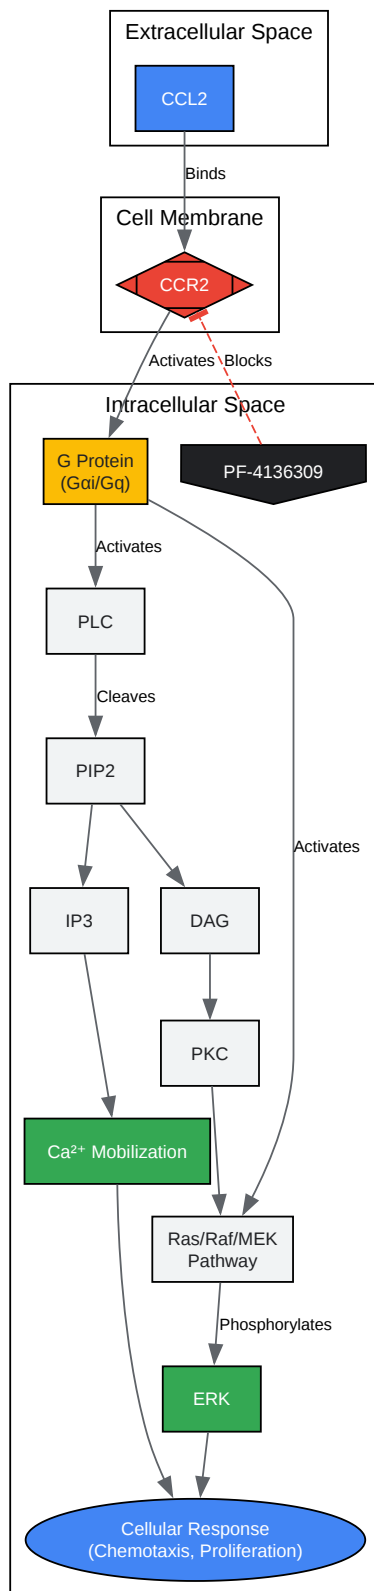 Extracellular Space
CCL2
Binds
Cell Membrane
CCR2
Activates
Blocks
Intracellular Space
G Protein
(Gαi/Gq)
PF-4136309
Activates
PLC
Cleaves
PIP2
Activates
IP3
DAG
PKC
Ca²⁺ Mobilization
Ras/Raf/MEK
Pathway
Phosphorylates
ERK
Cellular Response
(Chemotaxis, Proliferation)